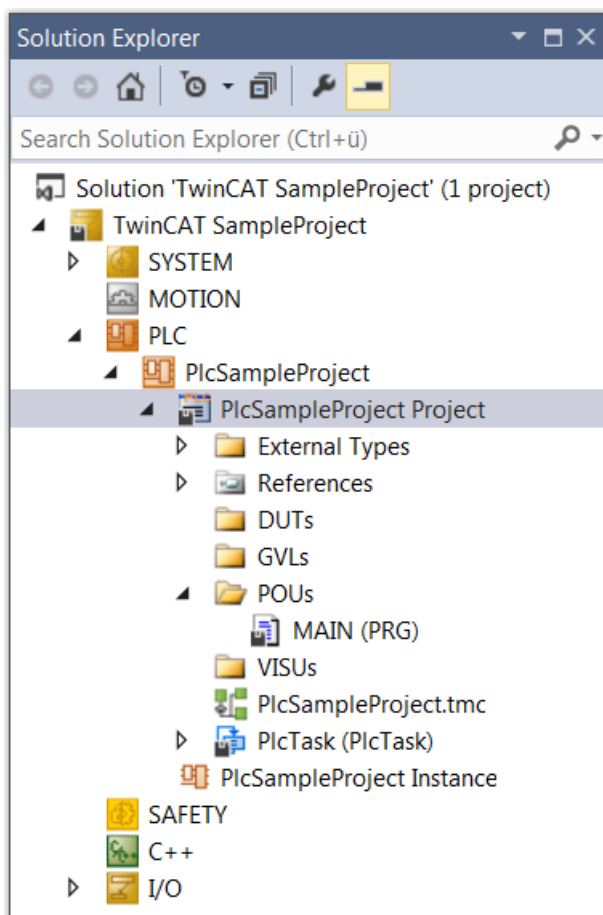 Solution Explorer
Search Solution Explorer (Ctrl+ü)
Solution 'TwinCAT SampleProject' (1 project)
TwinCAT SampleProject
SYSTEM
MOTION
PLC
PlcSampleProject
PlcSampleProject Project
External Types
References
DUTs
GVLs
POUs
MAIN (PRG)
VISUs
PlcSampleProject.tmc
PlcTask (PlcTask)
PlcSampleProject Instance
SAFETY
C++
I/O